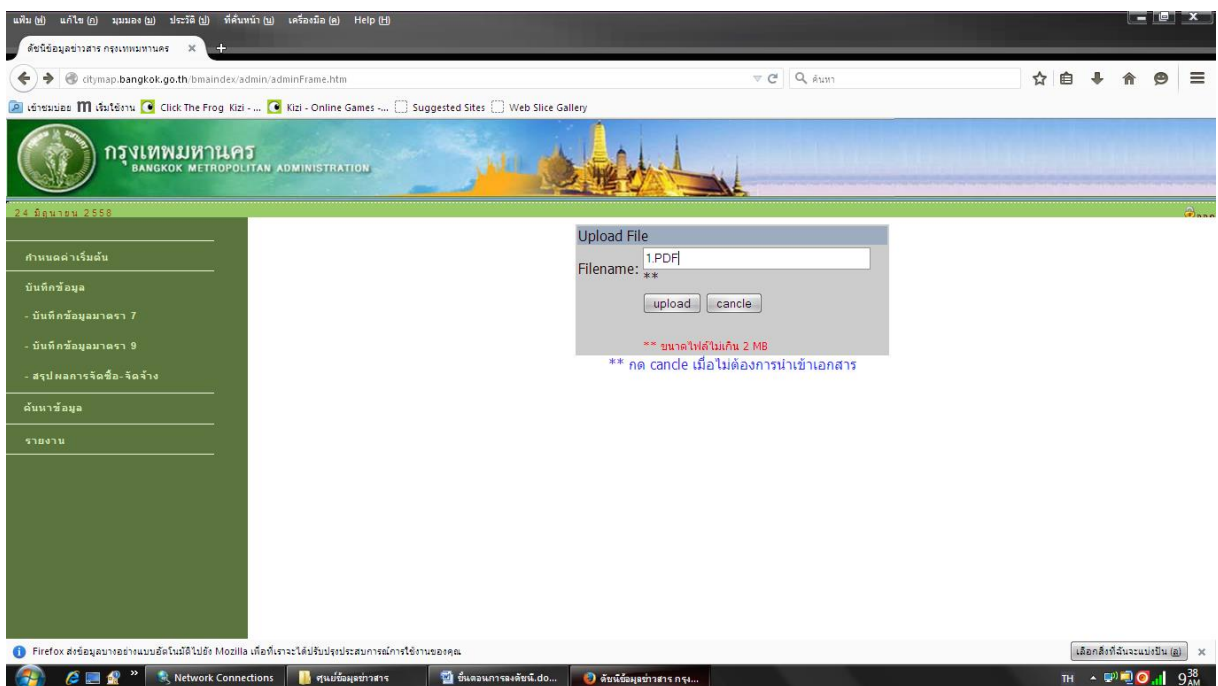 แฟ้ม (ฟ) แก้ไข (ก) มุมมอง (ม) ประวัติ (ป) ที่คั่นหน้า (น) เครื่องมือ (ค) Help (H)
ดัชนีข้อมูลข่าวสาร กรุงเทพมหานคร
citymap.bangkok.go.th/bmaindex/admin/adminFrame.htm ค้นหา
เข้าชมบ่อย เริ่มใช้งาน Click The Frog Kizi - ... Kizi - Online Games -... Suggested Sites Web Slice Gallery
กรุงเทพมหานคร
BANGKOK METROPOLITAN ADMINISTRATION
24 มิถุนายน 2558
กำหนดค่าเริ่มต้น
บันทึกข้อมูล
- บันทึกข้อมูลมาตรา 7
- บันทึกข้อมูลมาตรา 9
- สรุปผลการจัดซื้อ-จัดจ้าง
ค้นหาข้อมูล
รายงาน
Upload File
Filename: 1.PDF
**
upload cancle
** ขนาดไฟล์ไม่เกิน 2 MB
** กด cancle เมื่อไม่ต้องการนำเข้าเอกสาร
Firefox ส่งข้อมูลบางอย่างแบบอัตโนมัติไปยัง Mozilla เพื่อที่เราจะได้ปรับปรุงประสบการณ์การใช้งานของคุณ เลือกสิ่งที่ฉันจะแบ่งปัน
Network Connections ศูนย์ข้อมูลข่าวสาร ขั้นตอนการลงดัชนี.do... ดัชนีข้อมูลข่าวสาร กรุง... TH 9 38 AM